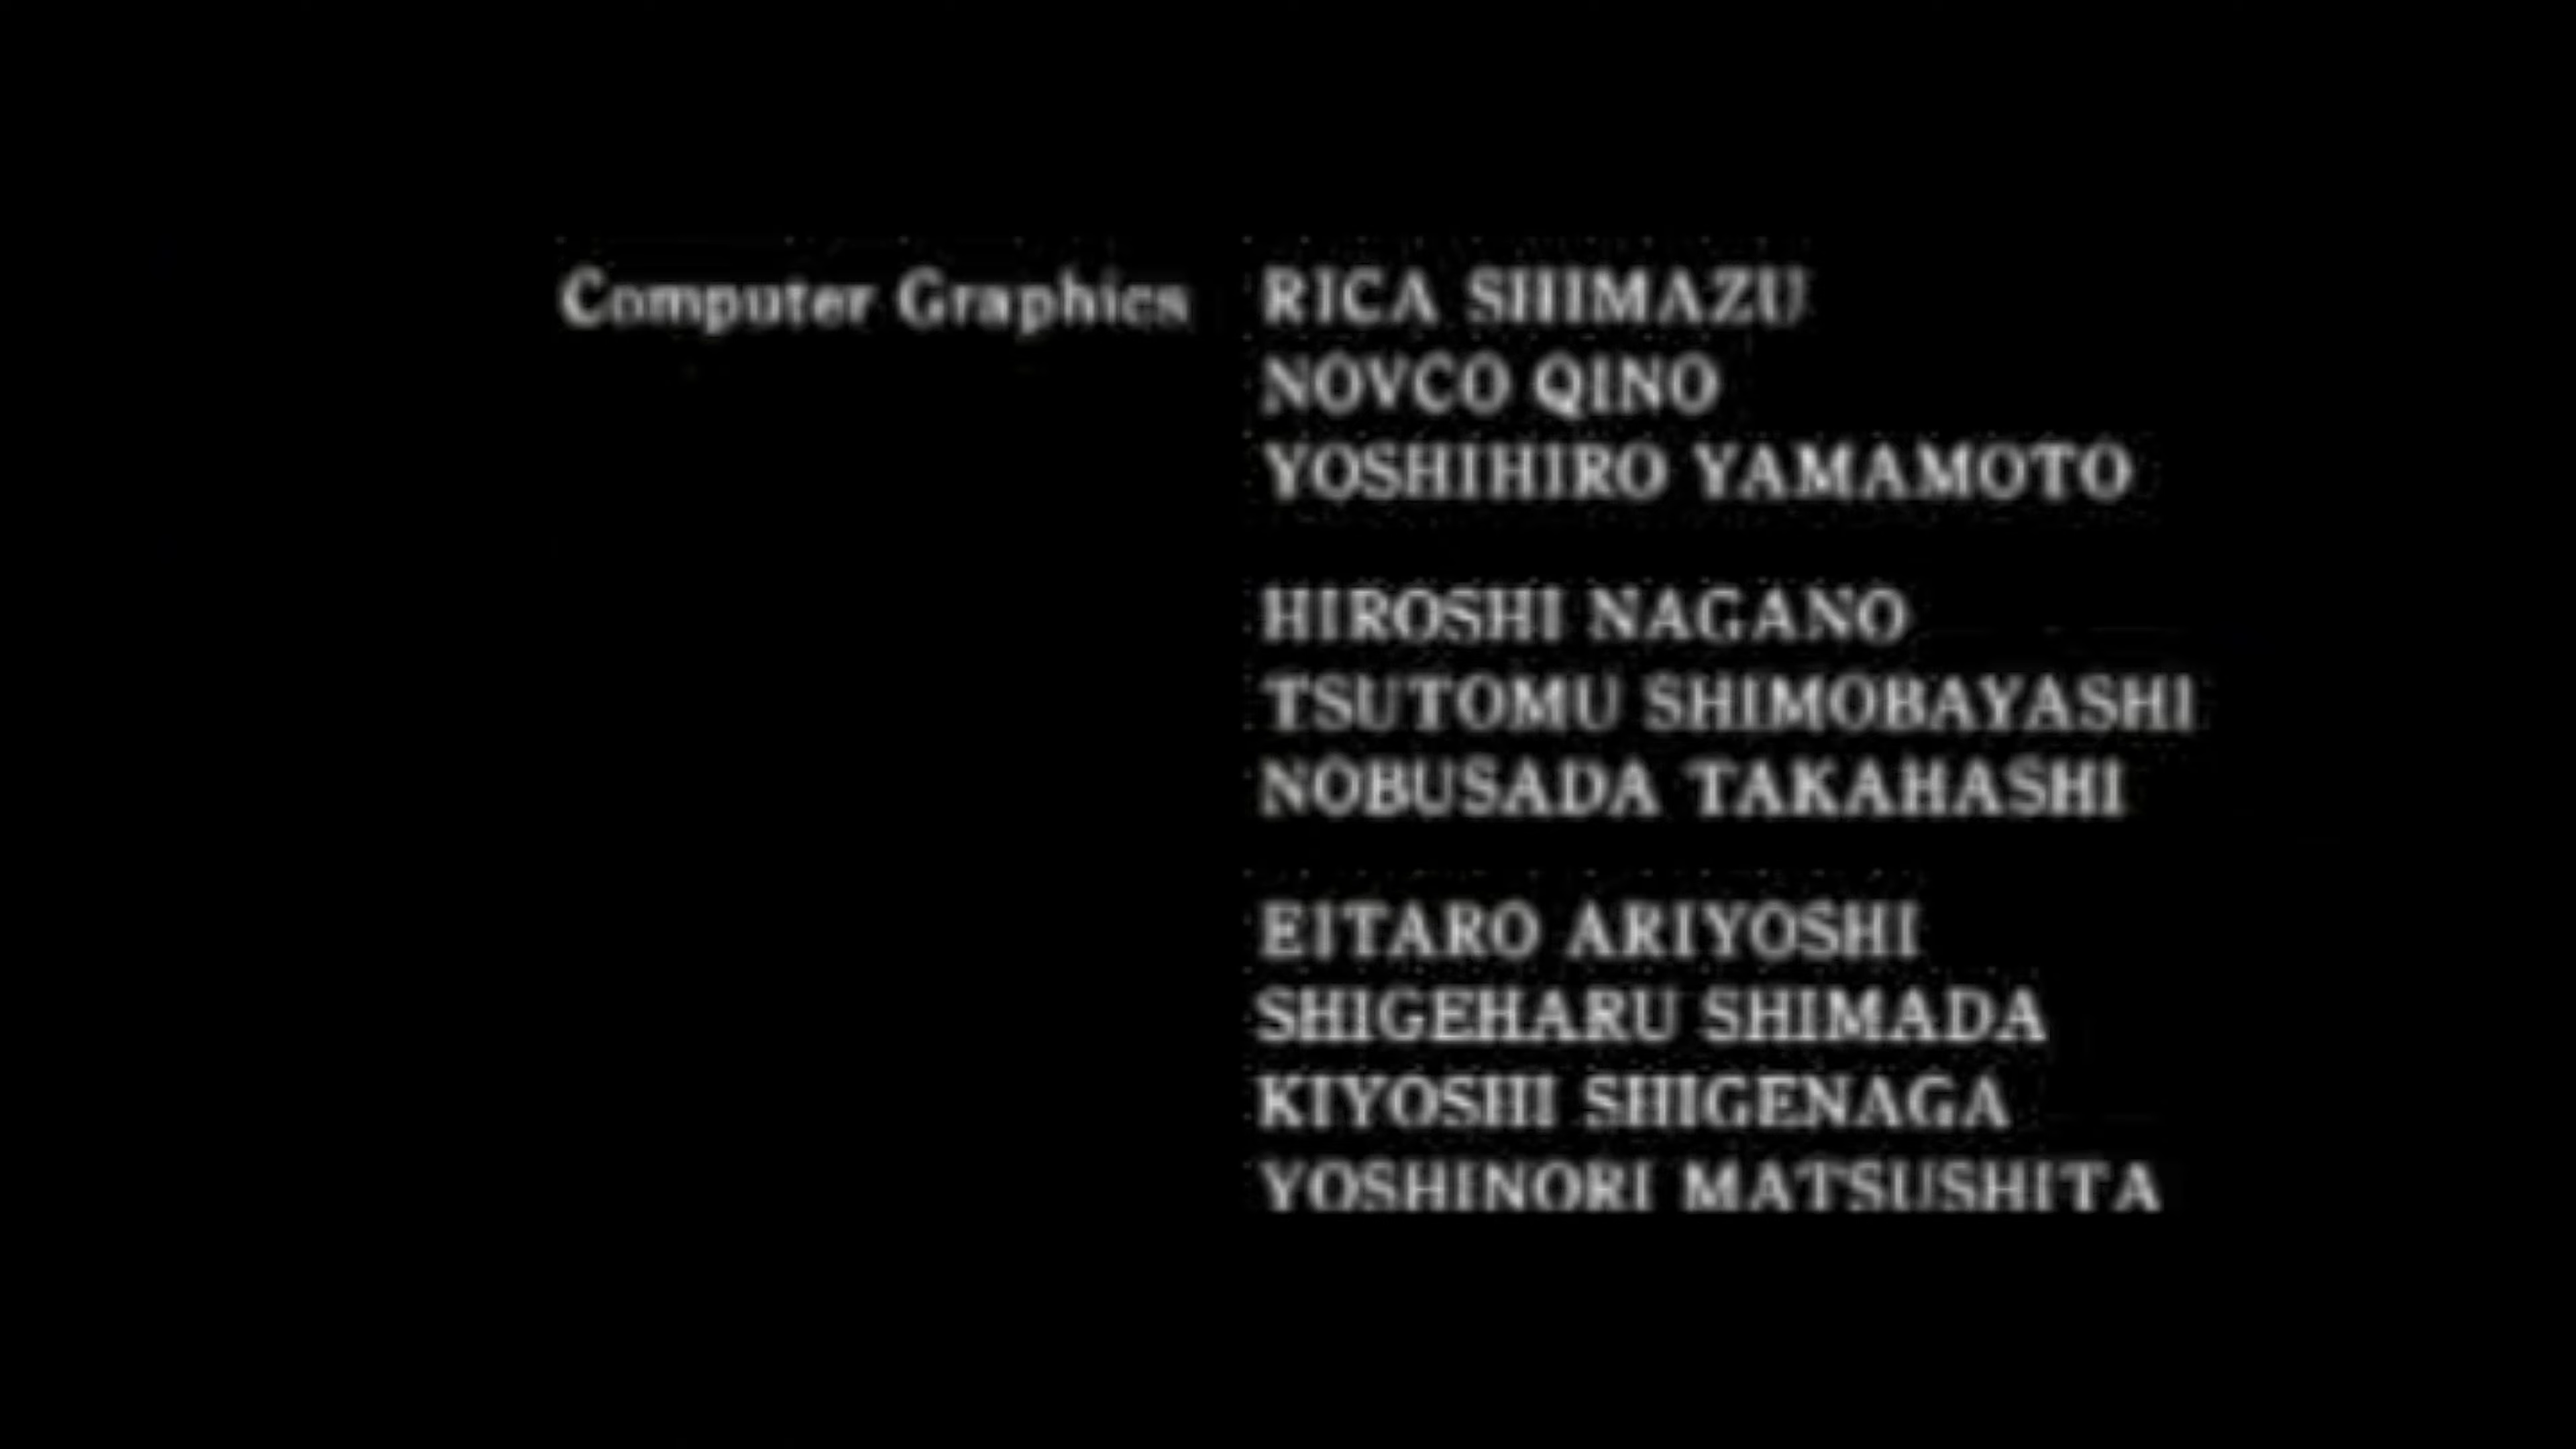 Computer Graphics RICA SHIMAZU
NOVCO QINO
YOSHIHIRO YAMAMOTO
HIROSHI NAGANO
TSUTOMU SHIMOBAYASHI
NOBUSADA TAKAHASHI
EITARO ARIYOSHI
SHIGEHARU SHIMADA
KIYOSHI SHIGENAGA
YOSHINORI MATSUSHITA